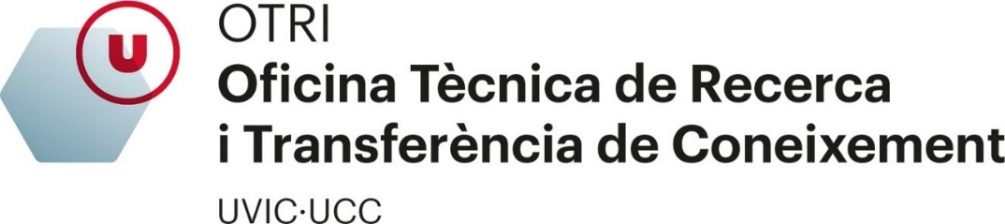 U
OTRI
Oficina Tècnica de Recerca
i Transferència de Coneixement
UVIC·UCC